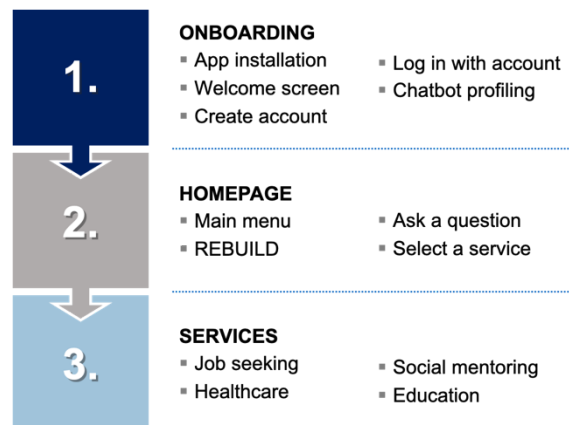 1.
ONBOARDING
▪ App installation
▪ Welcome screen
▪ Create account
▪ Log in with account
▪ Chatbot profiling
2.
HOMEPAGE
▪ Main menu
▪ REBUILD
▪ Ask a question
▪ Select a service
3.
SERVICES
▪ Job seeking
▪ Healthcare
▪ Social mentoring
▪ Education